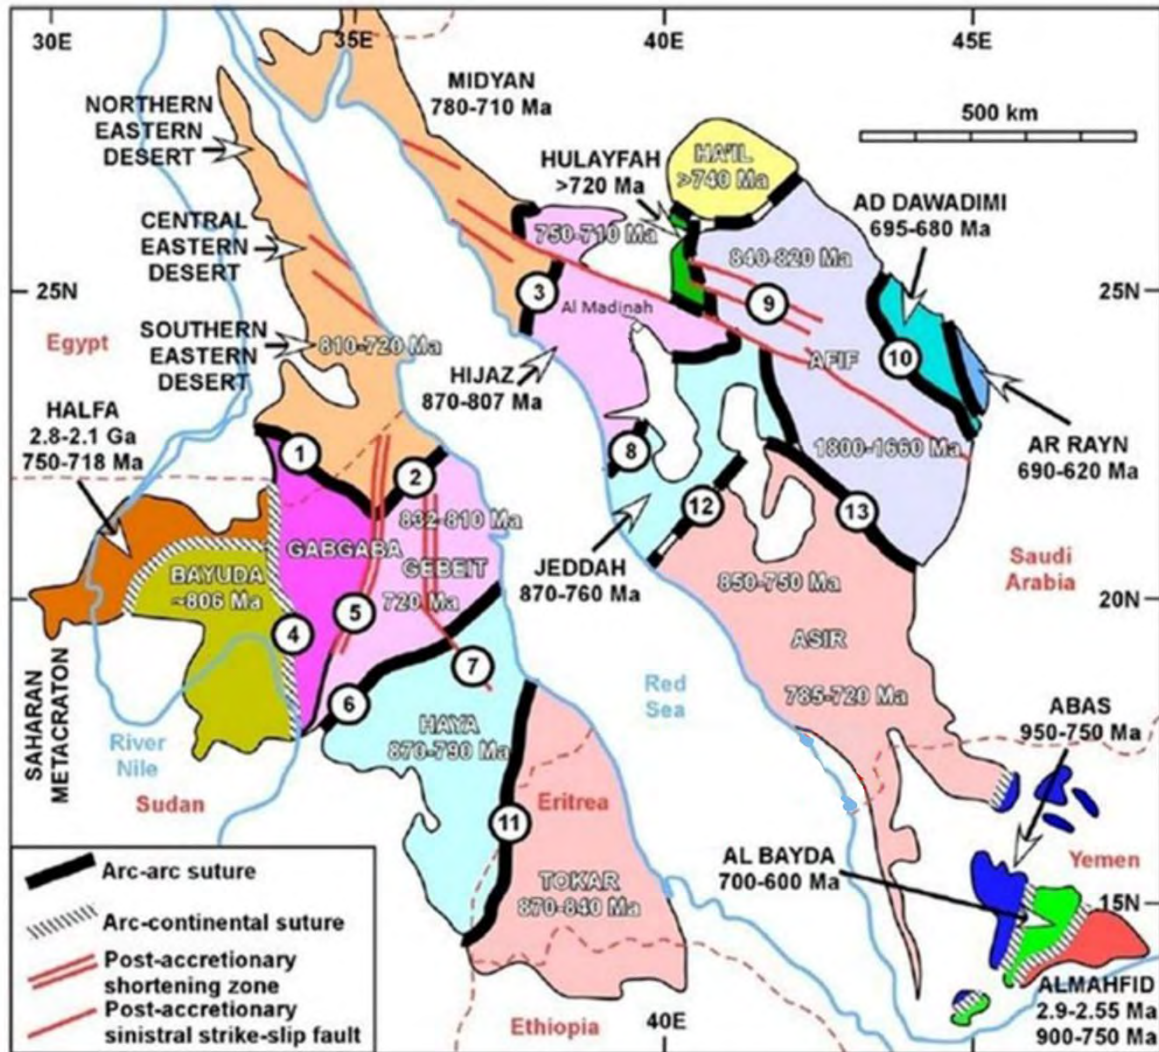 30E
35E
40E
45E
MIDYAN
780-710 Ma
500 km
NORTHERN
EASTERN
DESERT
HULAYFAH
>720 Ma
HA'IL
>740 Ma
AD DAWADIMI
695-680 Ma
CENTRAL
EASTERN
DESERT
750-710 Ma
840-820 Ma
25N
3
9
25N
Al Madinah
Egypt
SOUTHERN
EASTERN
DESERT
810-720 Ma
AFIF
10
HIJAZ
870-807 Ma
HALFA
2.8-2.1 Ga
750-718 Ma
1
2
8
1800-1660 Ma
AR RAYN
690-620 Ma
12
13
832-810 Ma
GABGABA
GEBEIT
BAYUDA
~806 Ma
720 Ma
JEDDAH
870-760 Ma
850-750 Ma
Saudi
Arabia
20N
4
5
ASIR
SAHARAN
METACRATON
6
7
Red
Sea
785-720 Ma
ABAS
950-750 Ma
River
Nile
HAYA
870-790 Ma
Sudan
Eritrea
11
Arc-arc suture
Arc-continental suture
Post-accretionary
shortening zone
Post-accretionary
sinistral strike-slip fault
TOKAR
870-840 Ma
AL BAYDA
700-600 Ma
Yemen
15N
ALMAHFID
2.9-2.55 Ma
900-750 Ma
Ethiopia
40E